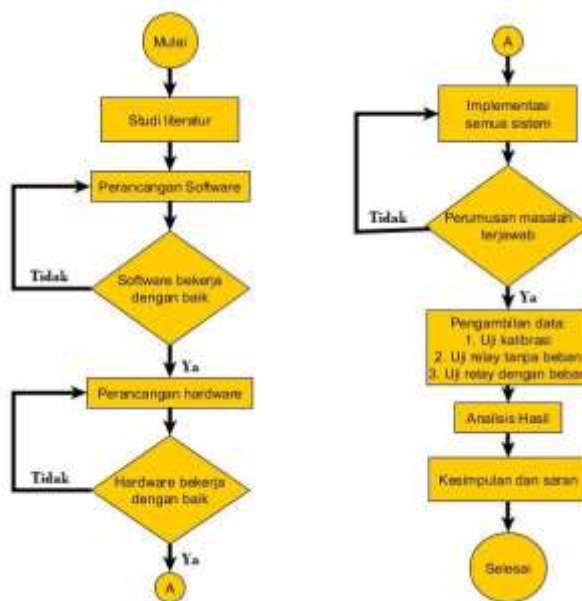 Mulai
Studi literatur
Perancangan Software
Tidak
Software bekerja
dengan baik
Ya
Perancangan hardware
Tidak
Hardware bekerja
dengan baik
Ya
A
A
Implementasi
semua sistem
Tidak
Perumusan masalah
terjawab
Ya
Pengambilan data:
1. Uji kalibrasi
2. Uji relay tanpa beban
3. Uji relay dengan beba
Analisis Hasil
Kesimpulan dan saran
Selesai